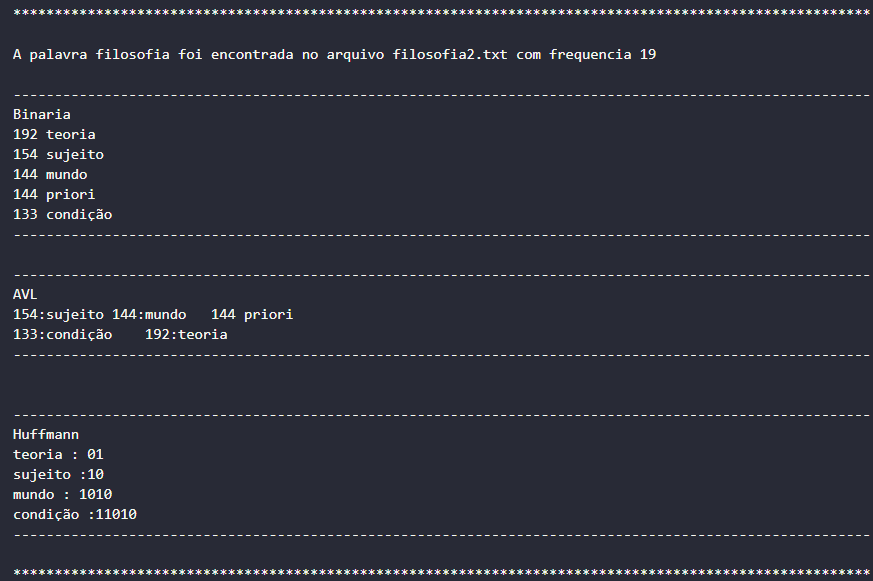 ********************************************************************************************************
A palavra filosofia foi encontrada no arquivo filosofia2.txt com frequencia 19
--------------------------------------------------------------------------------------------------------
Binaria
192 teoria
154 sujeito
144 mundo
144 priori
133 condição
--------------------------------------------------------------------------------------------------------
--------------------------------------------------------------------------------------------------------
AVL
154:sujeito 144:mundo   144 priori
133:condição    192:teoria
--------------------------------------------------------------------------------------------------------
--------------------------------------------------------------------------------------------------------
Huffmann
teoria : 01
sujeito :10
mundo : 1010
condição :11010
--------------------------------------------------------------------------------------------------------
********************************************************************************************************